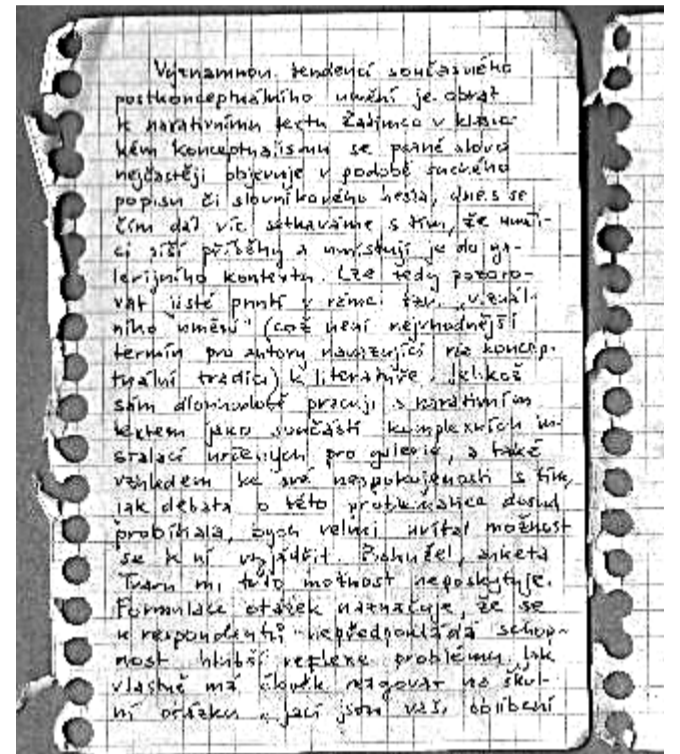 Významnou tendencí současného
postkonceptuálního umění je obrat
k narativnímu textu. Zatímco v klasic-
kém konceptualismu se psané slovo
nejčastěji objevuje v podobě suchého
popisu či slovníkového hesla, dnes se
čím dál víc setkáváme s tím, že uměl-
ci píší příběhy a umisťují je do ga-
lerijního kontextu. Lze tedy pozoro-
vat jisté pnutí v rámci tzv. „vizuál-
ního umění" (což není nejvhodnější
termín pro autory navazující na koncep-
tuální tradici) k literatuře. Jelikož
sám dlouhodobě pracuji s narativním
textem jako součástí komplexních in-
stalací určených pro galerie, a také
vzhledem ke své nespokojenosti s tím,
jak debata o této problematice dosud
probíhala, bych velmi uvítal možnost
se k ní vyjádřit. Bohužel, anketa
Tvaru mi tuto možnost neposkytuje.
Formulace otázek naznačuje, že se
u respondentů nepředpokládá schop-
nost hlubší reflexe problému. Jak
vlastně má člověk reagovat na škol-
ní otázku „jací jsou vaši oblíbení